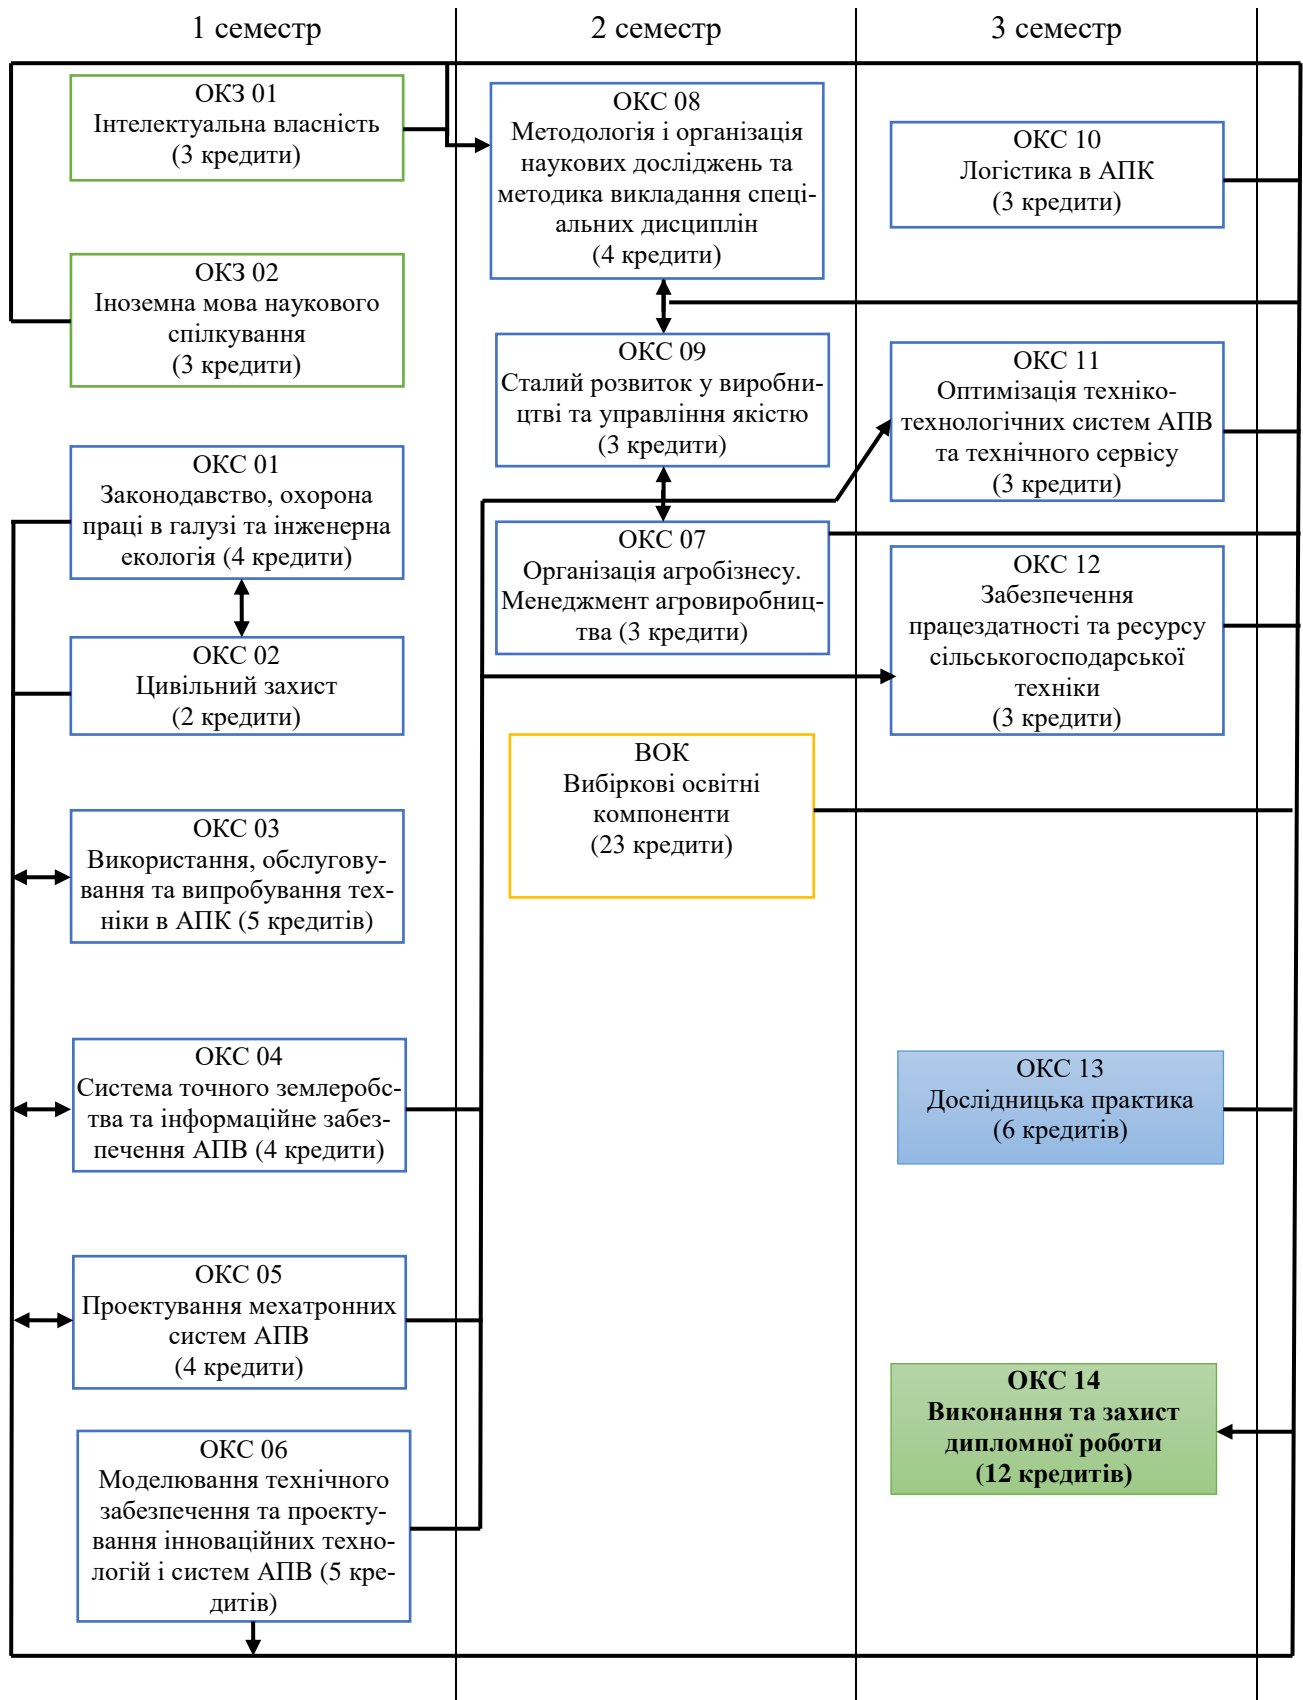 1 семестр
2 семестр
3 семестр
ОКЗ 01
Інтелектуальна власність
(3 кредити)
ОКЗ 02
Іноземна мова наукового
спілкування
(3 кредити)
ОКС 01
Законодавство, охорона
праці в галузі та інженерна
екологія (4 кредити)
ОКС 02
Цивільний захист
(2 кредити)
ОКС 03
Використання, обслугову-
вання та випробування тех-
ніки в АПК (5 кредитів)
ОКС 04
Система точного землеробс-
тва та інформаційне забез-
печення АПВ (4 кредити)
ОКС 05
Проектування мехатронних
систем АПВ
(4 кредити)
ОКС 06
Моделювання технічного
забезпечення та проекту-
вання інноваційних техно-
логій і систем АПВ (5 кре-
дитів)
ОКС 08
Методологія і організація
наукових досліджень та
методика викладання спеці-
альних дисциплін
(4 кредити)
ОКС 09
Сталий розвиток у виробни-
цтві та управління якістю
(3 кредити)
ОКС 07
Організація агробізнесу.
Менеджмент агровиробниц-
тва (3 кредити)
ВОК
Вибіркові освітні
компоненти
(23 кредити)
ОКС 10
Логістика в АПК
(3 кредити)
ОКС 11
Оптимізація техніко-
технологічних систем АПВ
та технічного сервісу
(3 кредити)
ОКС 12
Забезпечення
працездатності та ресурсу
сільськогосподарської
техніки
(3 кредити)
ОКС 13
Дослідницька практика
(6 кредитів)
ОКС 14
Виконання та захист
дипломної роботи
(12 кредитів)